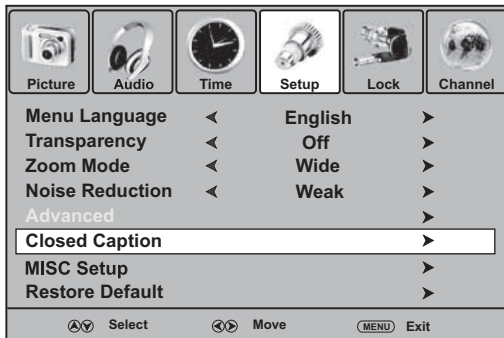 Picture Audio Time Setup Lock Channel
Menu Language English
Transparency Off
Zoom Mode Wide
Noise Reduction Weak
Advanced
Closed Caption
MISC Setup
Restore Default
Select Move MENU Exit